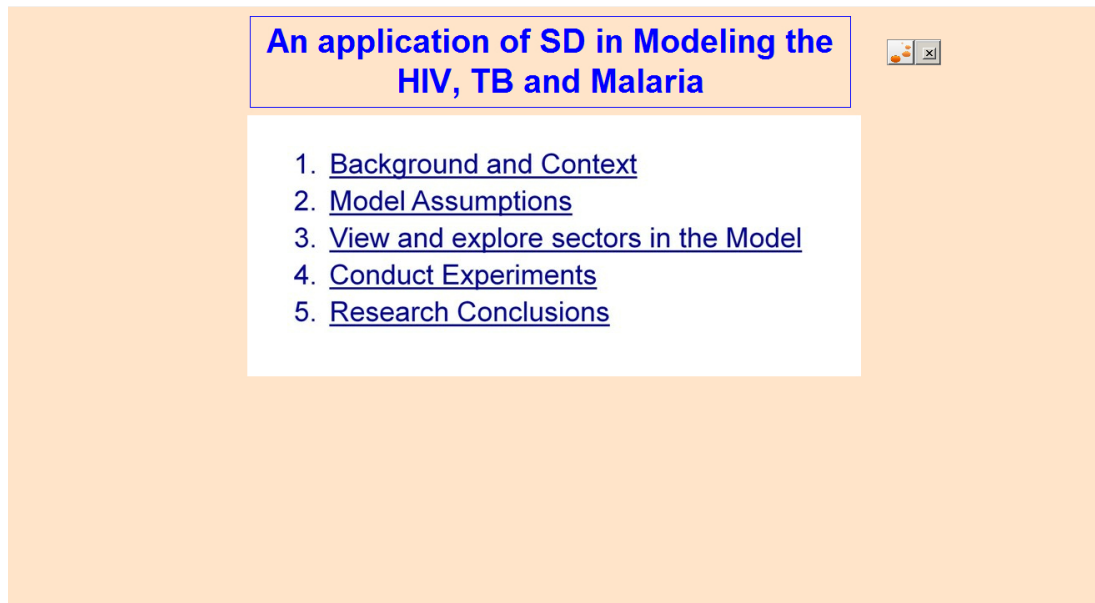 An application of SD in Modeling the
HIV, TB and Malaria
1. Background and Context
2. Model Assumptions
3. View and explore sectors in the Model
4. Conduct Experiments
5. Research Conclusions